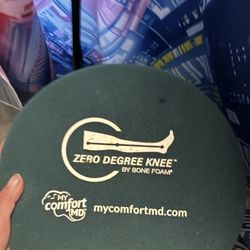 ZERO DEGREE KNEE™
BY BONE FOAM®
MY
comfort
MD
mycomfortmd.com